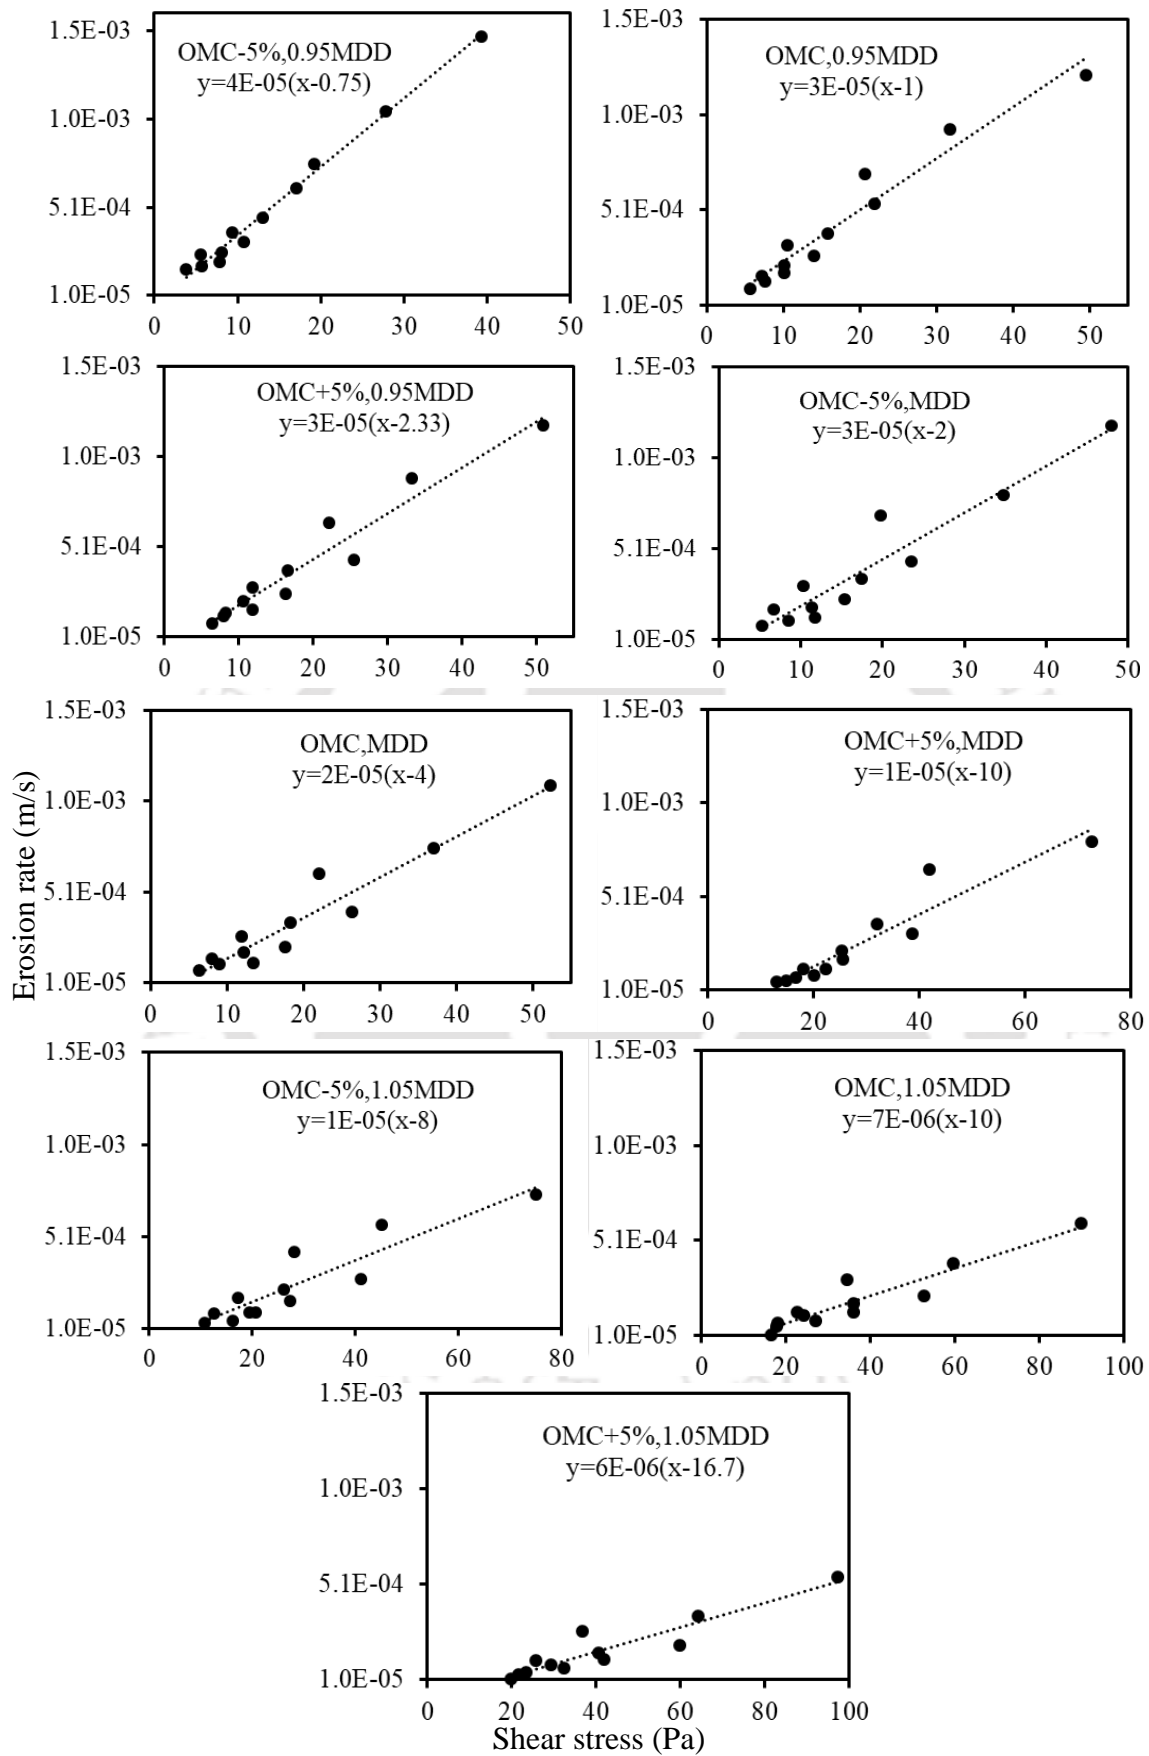 1.5E-03
OMC-5%,0.95MDD
y=4E-05(x-0.75)
1.0E-03
5.1E-04
1.0E-05
0 10 20 30 40 50
1.5E-03
OMC,0.95MDD
y=3E-05(x-1)
1.0E-03
5.1E-04
1.0E-05
0 10 20 30 40 50
1.5E-03
OMC+5%,0.95MDD
y=3E-05(x-2.33)
1.0E-03
5.1E-04
1.0E-05
0 10 20 30 40 50
1.5E-03
OMC-5%,MDD
y=3E-05(x-2)
1.0E-03
5.1E-04
1.0E-05
0 10 20 30 40 50
Erosion rate (m/s)
1.5E-03
OMC,MDD
y=2E-05(x-4)
1.0E-03
5.1E-04
1.0E-05
0 10 20 30 40 50
1.5E-03
OMC+5%,MDD
y=1E-05(x-10)
1.0E-03
5.1E-04
1.0E-05
0 20 40 60 80
1.5E-03
OMC-5%,1.05MDD
y=1E-05(x-8)
1.0E-03
5.1E-04
1.0E-05
0 20 40 60 80
1.5E-03
OMC,1.05MDD
y=7E-06(x-10)
1.0E-03
5.1E-04
1.0E-05
0 20 40 60 80 100
1.5E-03
OMC+5%,1.05MDD
y=6E-06(x-16.7)
1.0E-03
5.1E-04
1.0E-05
0 20 40 60 80 100
Shear stress (Pa)